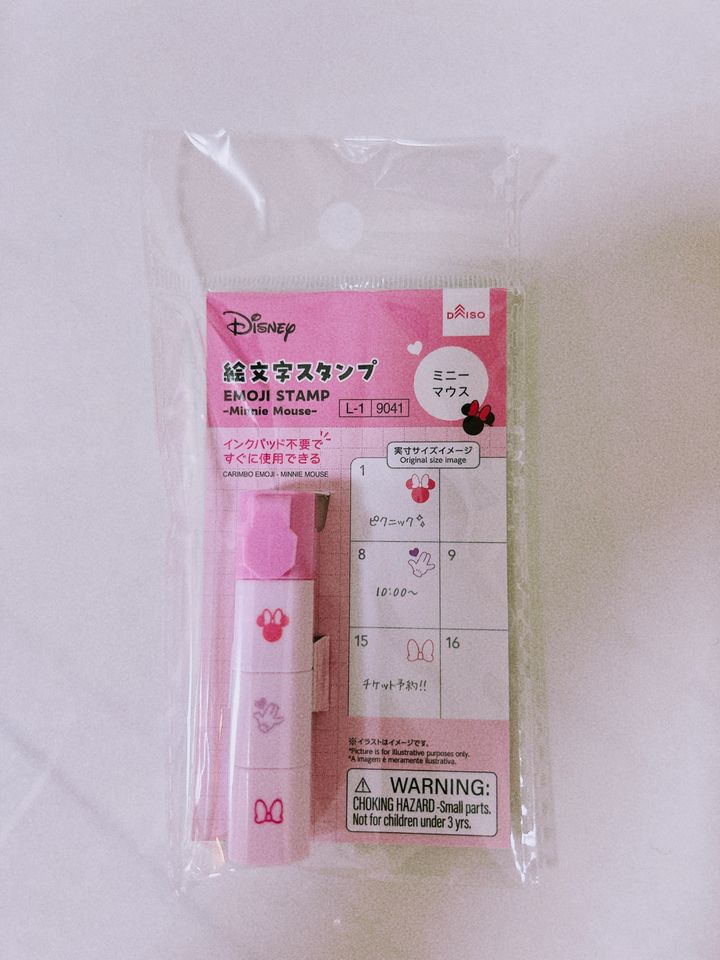 Disney
DAISO
絵文字スタンプ
EMOJI STAMP
-Minnie Mouse-
L-1 9041
ミニー
マウス
インクパッド不要で
すぐに使用できる
CARIMBO EMOJI - MINNIE MOUSE
実寸サイズイメージ
Original size image
1
ピクニック
8
9
10:00~
15
16
チケット予約!!
※イラストはイメージです。
*Picture is for illustrative purposes only.
*A imagem é meramente ilustrativa.
⚠ WARNING:
CHOKING HAZARD-Small parts.
Not for children under 3 yrs.